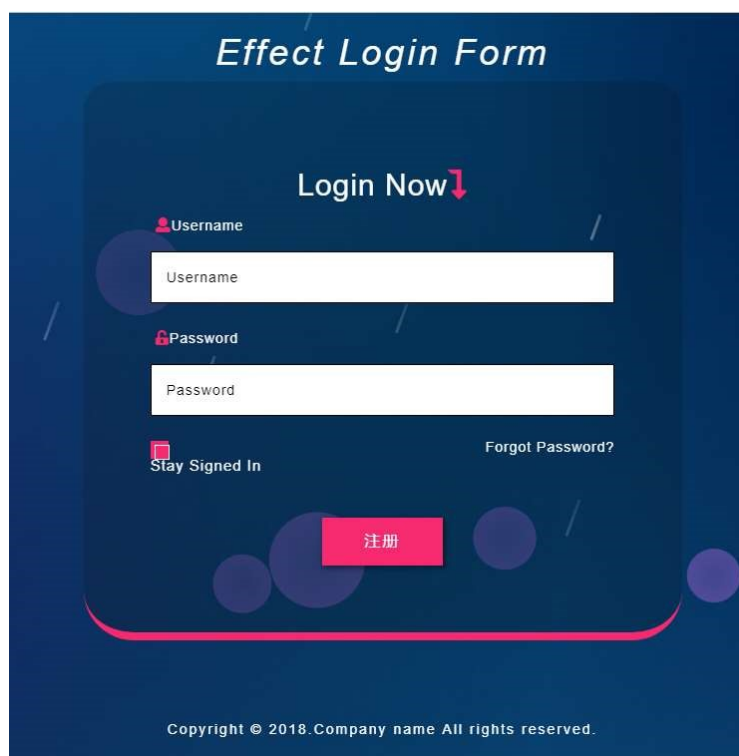 Effect Login Form
Login Now
Username
Username
Password
Password
Forgot Password?
Stay Signed In
注册
Copyright © 2018.Company name All rights reserved.